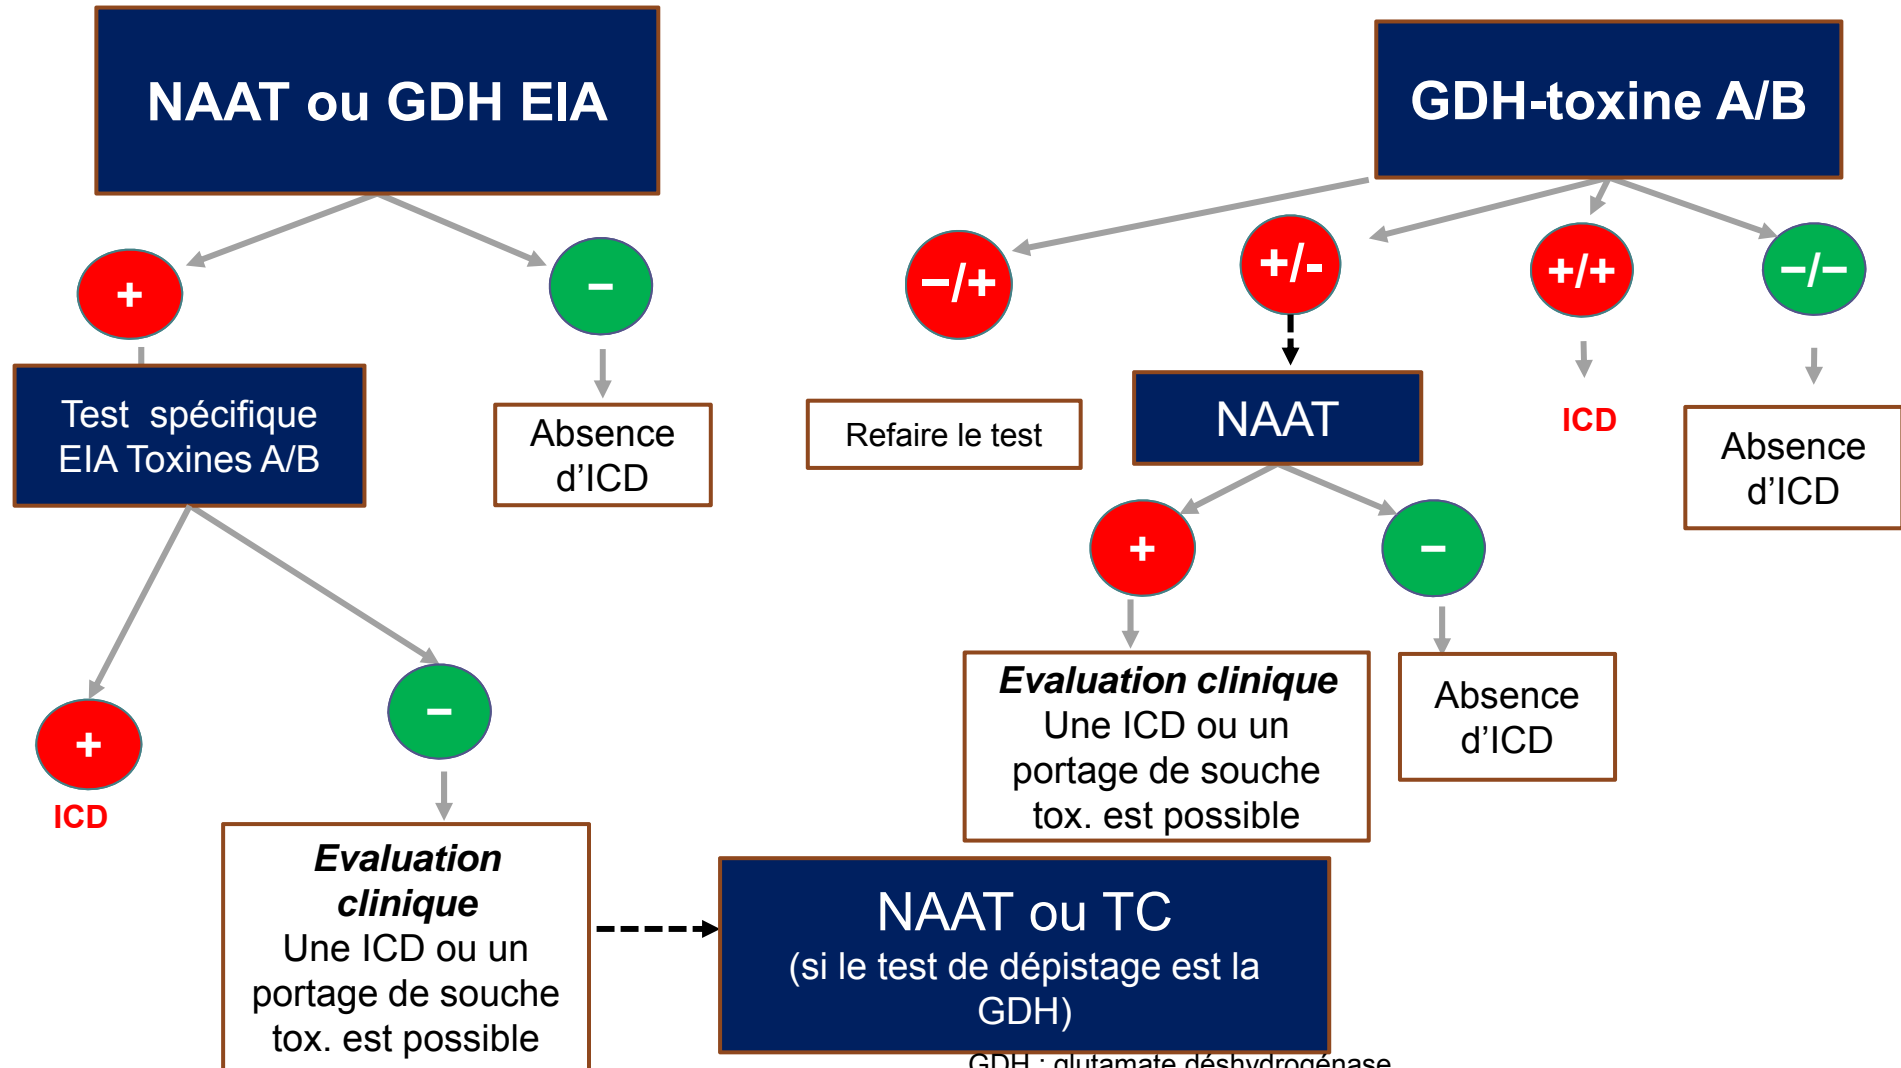 NAAT ou GDH EIA
GDH-toxine A/B
+
−
−/+
+/-
+/+
−/−
Test spécifique
EIA Toxines A/B
Absence
d'ICD
Refaire le test
NAAT
ICD
Absence
d'ICD
+
−
+
ICD
−
Evaluation clinique
Une ICD ou un
portage de souche
tox. est possible
Absence
d'ICD
Evaluation
clinique
Une ICD ou un
portage de souche
tox. est possible
NAAT ou TC
(si le test de dépistage est la
GDH)
GDH : glutamate déshydrogénase